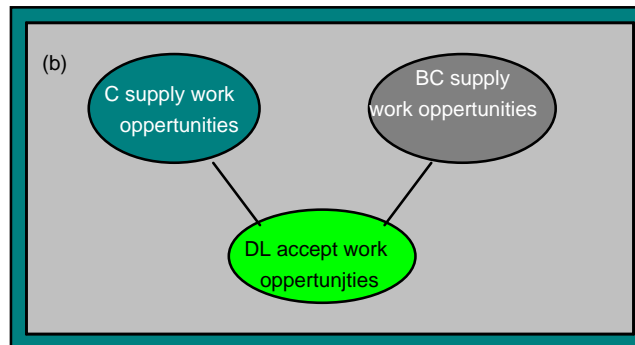 (b)
C supply work
oppertunities
BC supply
work oppertunities
DL accept work
oppertunjties